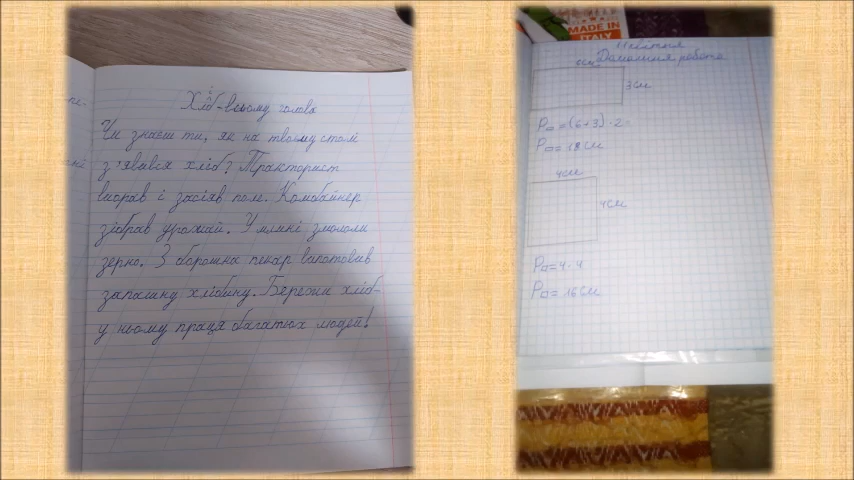 Хліб-всьому голова
Чи знаєш ти, як на твоєму столі
з'явився хліб? Тракторист
виорав і засіяв поле. Комбайнер
зібрав урожай. У млині змололи
зерно. З борошна пекар виготовив
запашну хлібину. Бережи хліб-
у ньому праця багатьох людей!
MADE IN
ITALY
Домашня робота
6см
3см
P▭=(6+3)·2
P▭=18см
4см
4см
P□=4·4
P□=16см